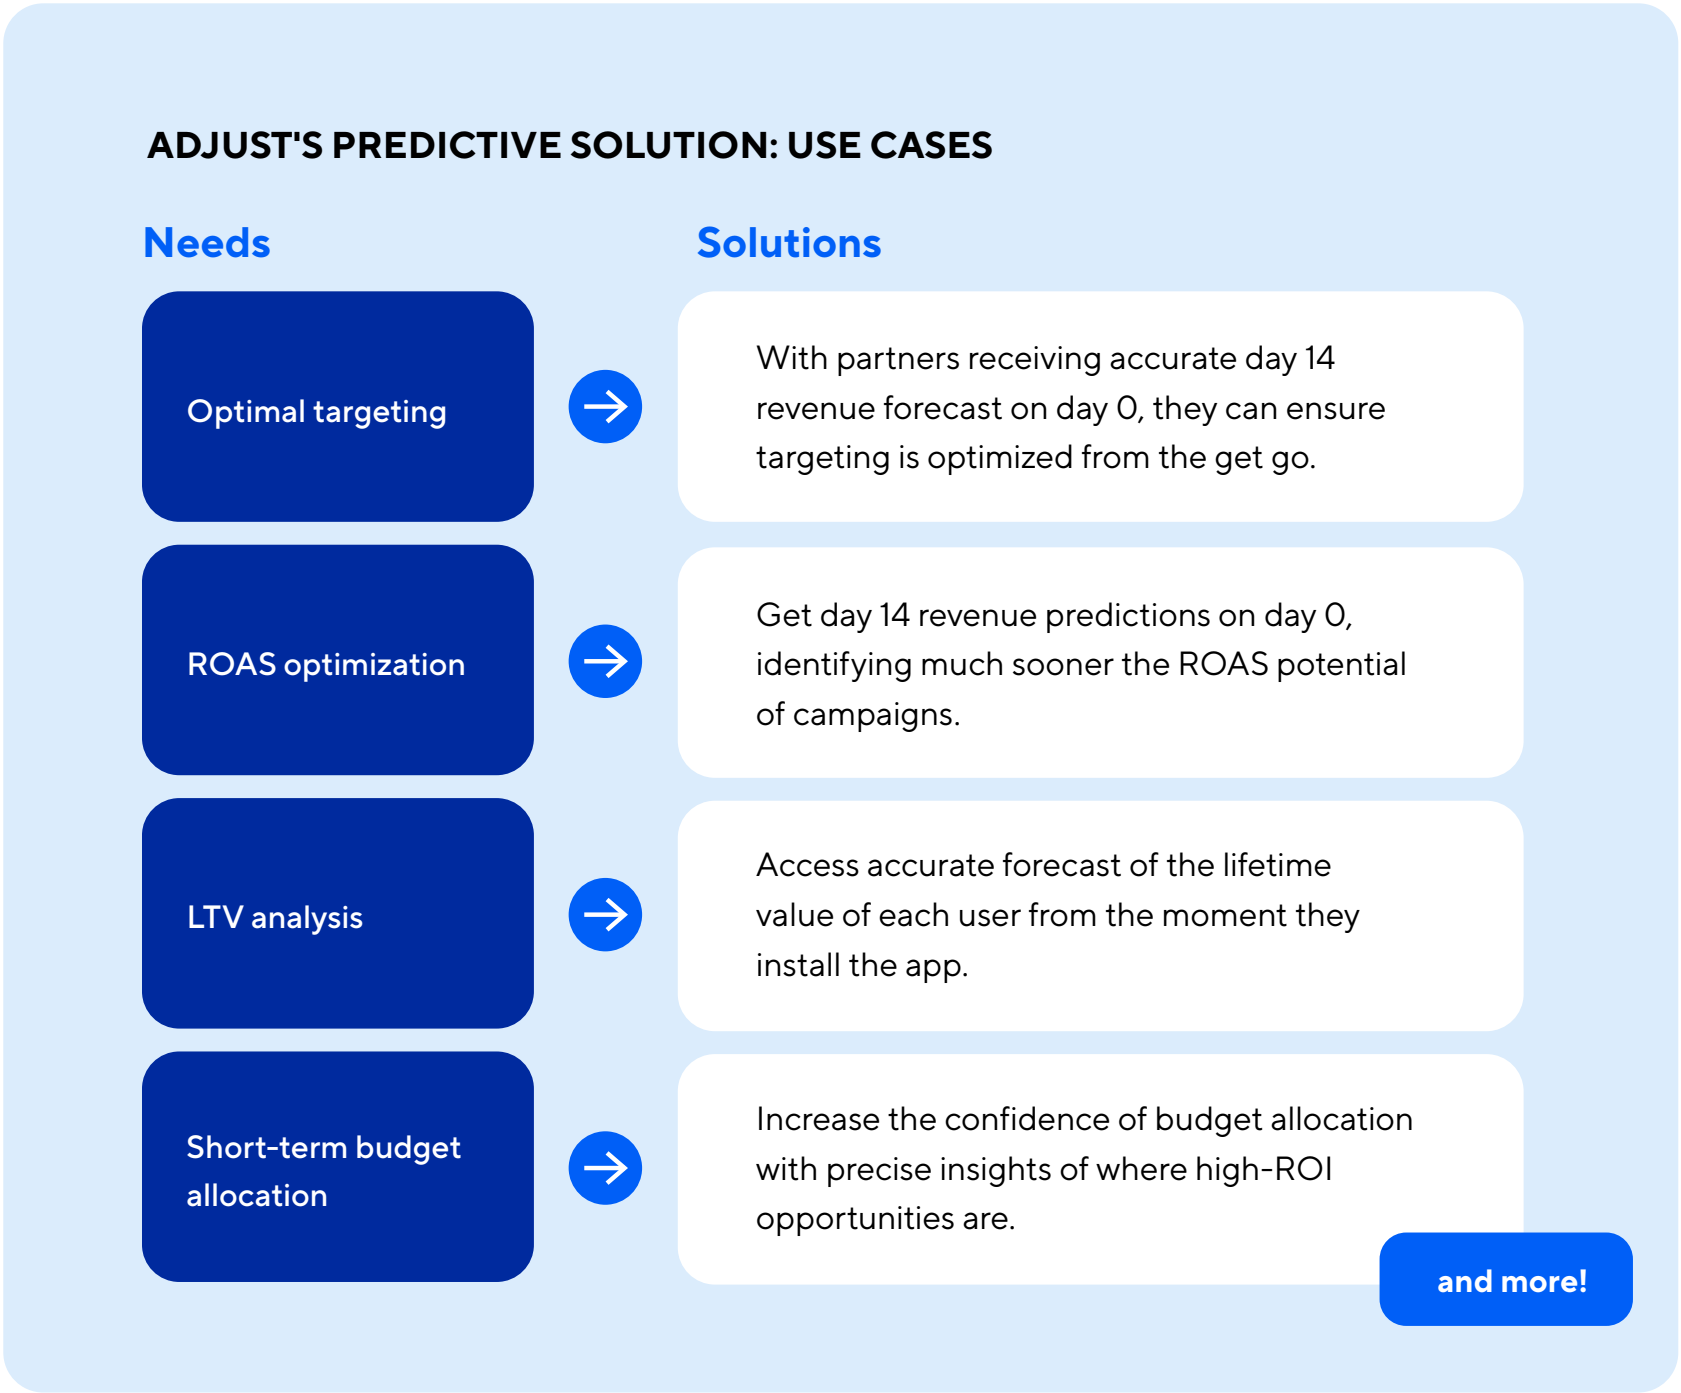 ADJUST'S PREDICTIVE SOLUTION: USE CASES
Needs
Solutions
Optimal targeting
With partners receiving accurate day 14
revenue forecast on day 0, they can ensure
targeting is optimized from the get go.
ROAS optimization
Get day 14 revenue predictions on day 0,
identifying much sooner the ROAS potential
of campaigns.
LTV analysis
Access accurate forecast of the lifetime
value of each user from the moment they
install the app.
Short-term budget
allocation
Increase the confidence of budget allocation
with precise insights of where high-ROI
opportunities are.
and more!